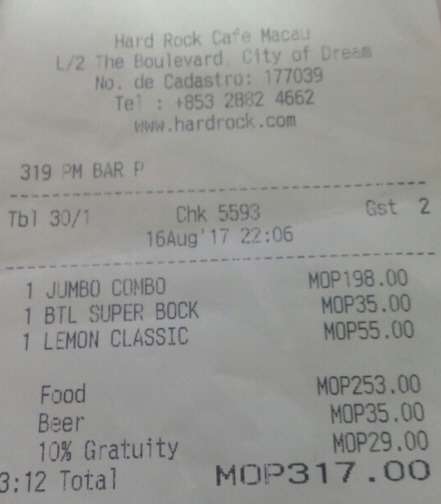 Hard Rock Cafe Macau
L/2 The Boulevard, City of Dream
No. de Cadastro: 177039
Tel : +853 2882 4662
www.hardrock.com
319 PM BAR P
Tbl 30/1 Chk 5593 Gst 2
16Aug'17 22:06
1 JUMBO COMBO MOP198.00
1 BTL SUPER BOCK MOP35.00
1 LEMON CLASSIC MOP55.00
Food MOP253.00
Beer MOP35.00
10% Gratuity MOP29.00
3:12 Total MOP317.00